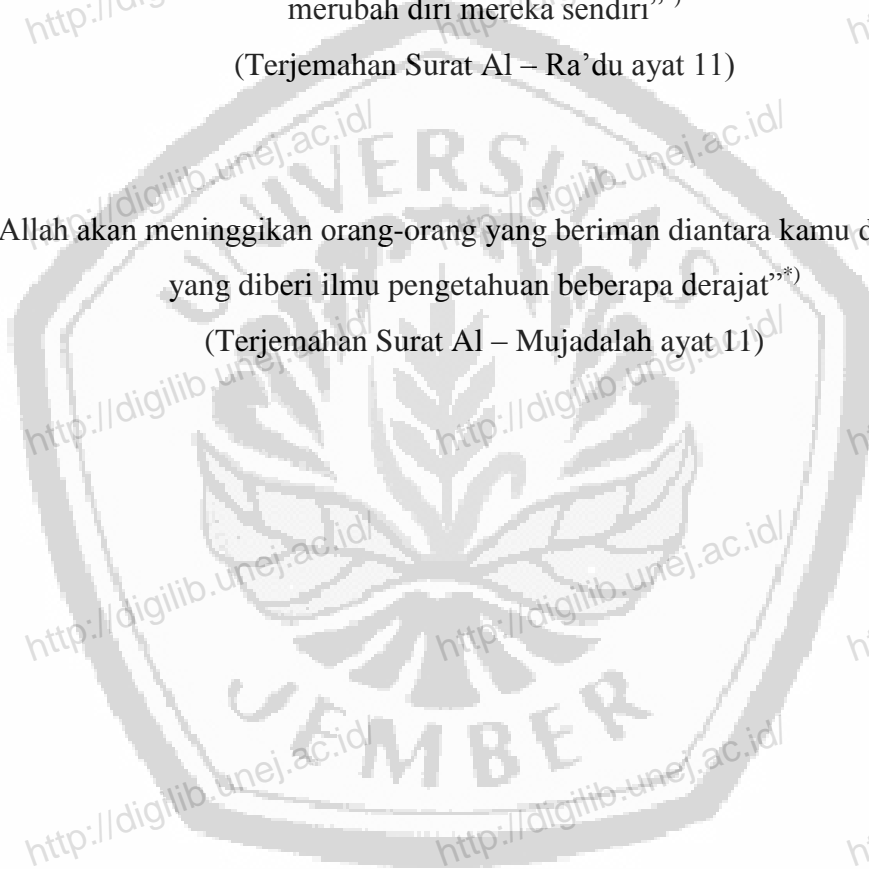 merubah diri mereka sendiri” )
(Terjemahan Surat Al – Ra’du ayat 11)
Allah akan meninggikan orang-orang yang beriman diantara kamu
yang diberi ilmu pengetahuan beberapa derajat”*)
(Terjemahan Surat Al – Mujadalah ayat 11)
UNIVERSITAS
JEMBER
http://digilib.unej.ac.id/
http://digilib.unej.ac.id/
http://digilib.unej.ac.id/
http://digilib.unej.ac.id/
http://digilib.unej.ac.id/
http://digilib.unej.ac.id/
http://digilib.unej.ac.id/
http://digilib.unej.ac.id/